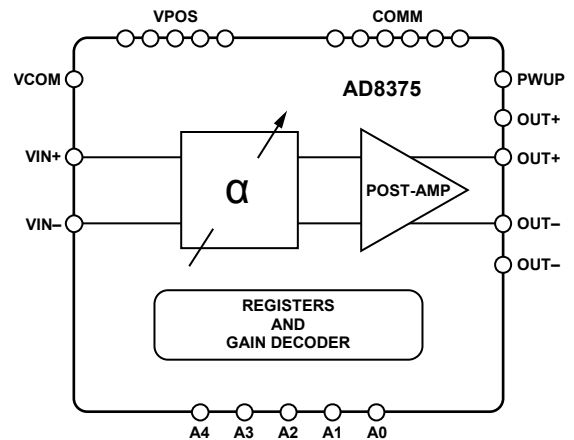 VPOS
COMM
VCOM
AD8375
PWUP
OUT+
VIN+
α
POST-AMP
OUT+
VIN–
OUT–
OUT–
REGISTERS
AND
GAIN DECODER
A4 A3 A2 A1 A0